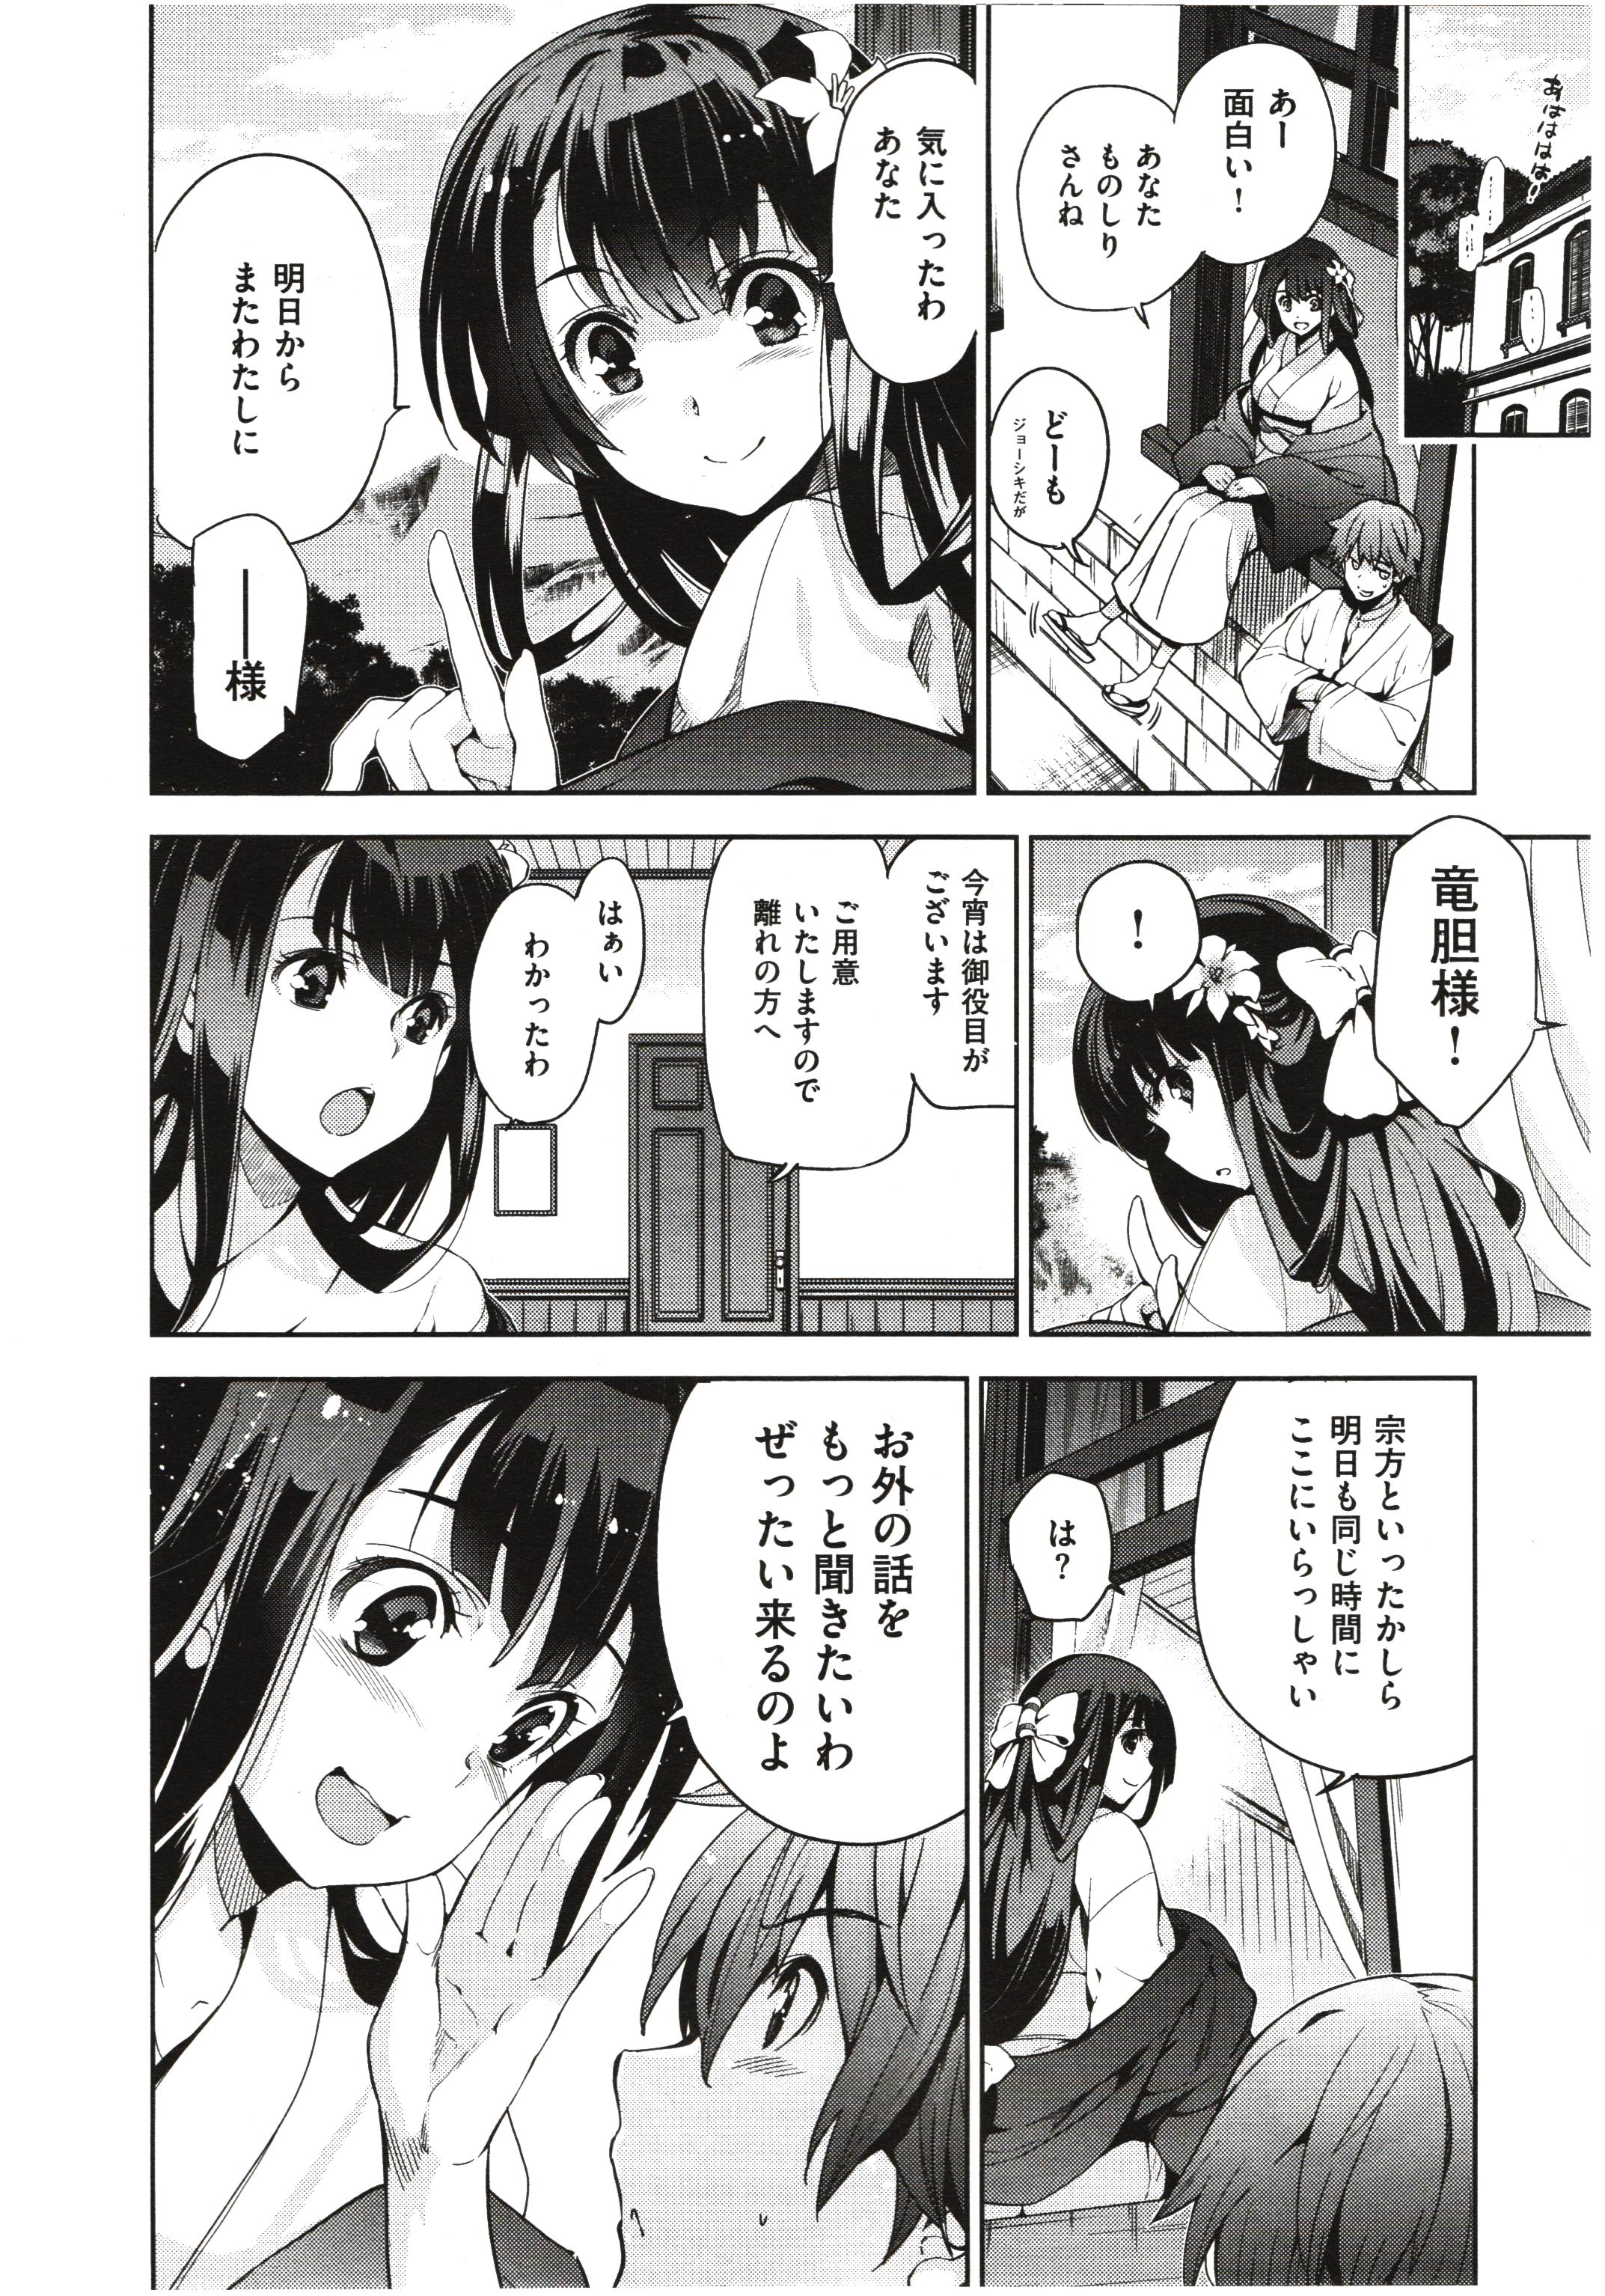 あはははは！
あー
面白い！
あなた
ものしり
さんね
どーも
ジョーシキだが
気に入ったわ
あなた
明日から
またわたしに
──様
竜胆様！
！
今宵は御役目が
ございます
ご用意
いたしますので
離れの方へ
はぁい
わかったわ
宗方といったかしら
明日も同じ時間に
ここにいらっしゃい
は？
お外の話を
もっと聞きたいわ
ぜったい来るのよ